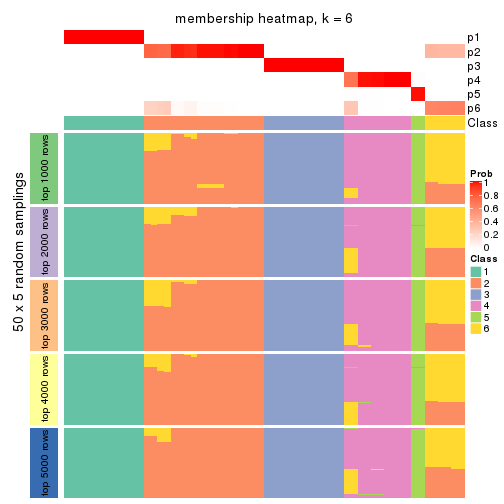 membership heatmap, k = 6
p1
p2
p3
p4
p5
p6
Class
50 x 5 random samplings
top 1000 rows
top 2000 rows
top 3000 rows
top 4000 rows
top 5000 rows
Prob
1
0.8
0.6
0.4
0.2
0
Class
1
2
3
4
5
6